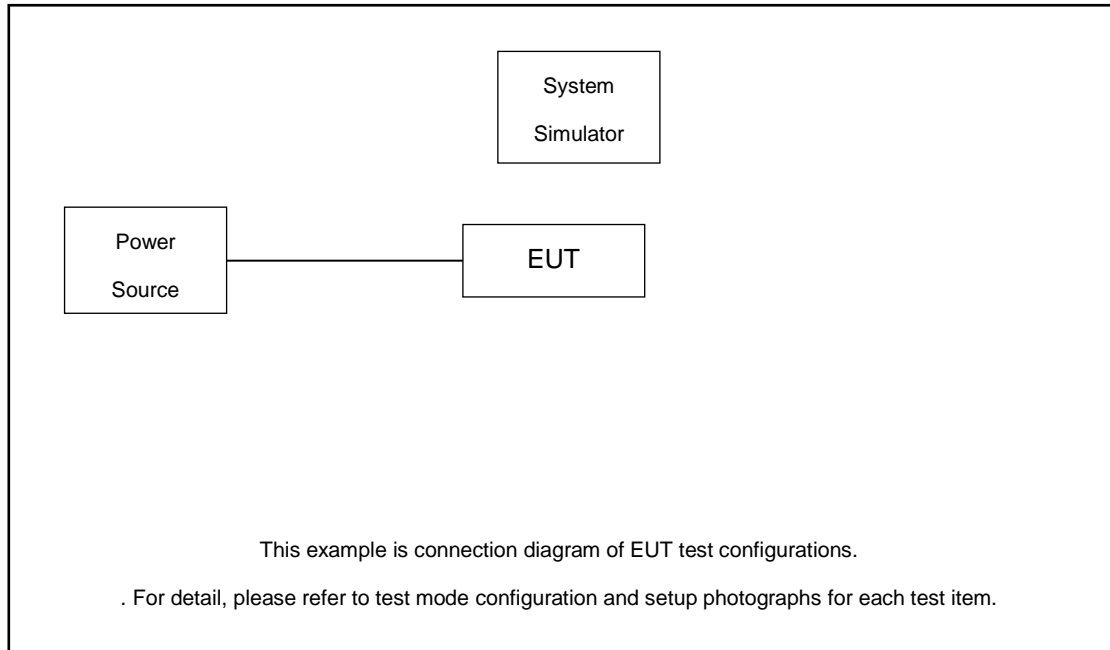 System
Simulator
Power
Source
EUT
This example is connection diagram of EUT test configurations.
. For detail, please refer to test mode configuration and setup photographs for each test item.